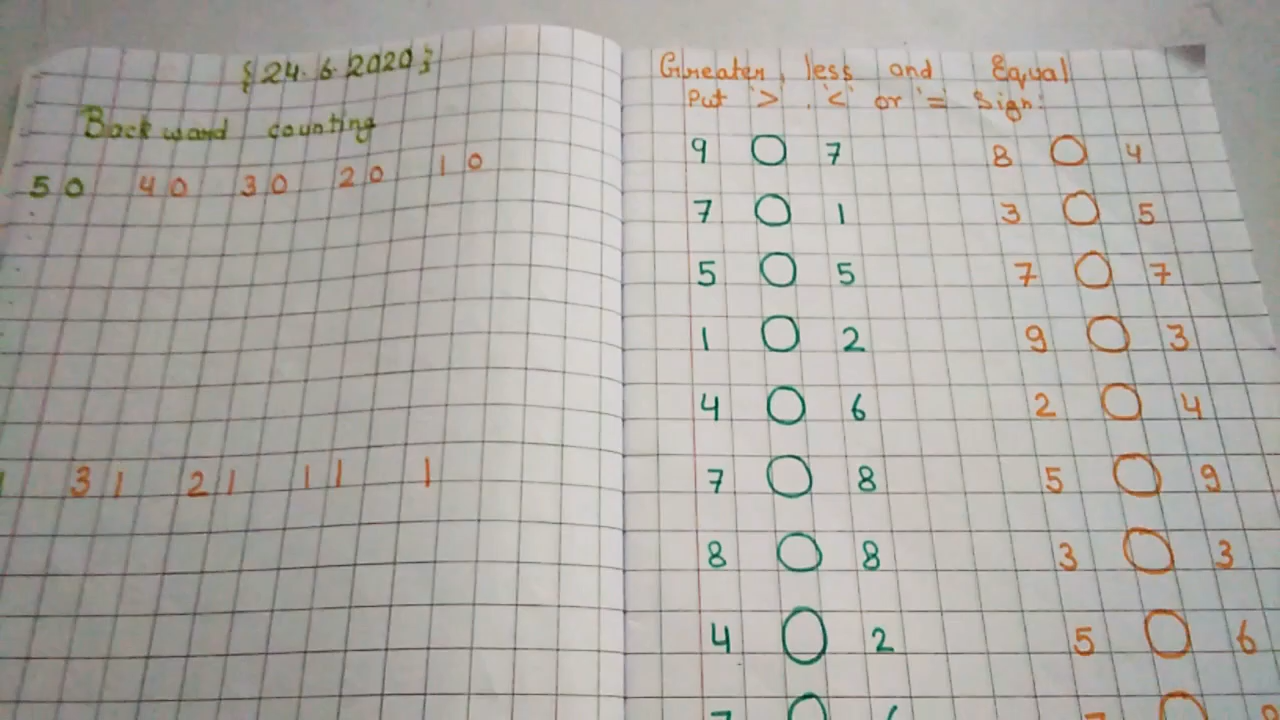 {24.6.2020}
Backward counting
50 40 30 20 10
31 21 11 1
Greater, less and Equal
Put '>', '<' or '=' Sign:
9 ○ 7 8 ○ 4
7 ○ 1 3 ○ 5
5 ○ 5 7 ○ 7
1 ○ 2 9 ○ 3
4 ○ 6 2 ○ 4
7 ○ 8 5 ○ 9
8 ○ 8 3 ○ 3
4 ○ 2 5 ○ 6